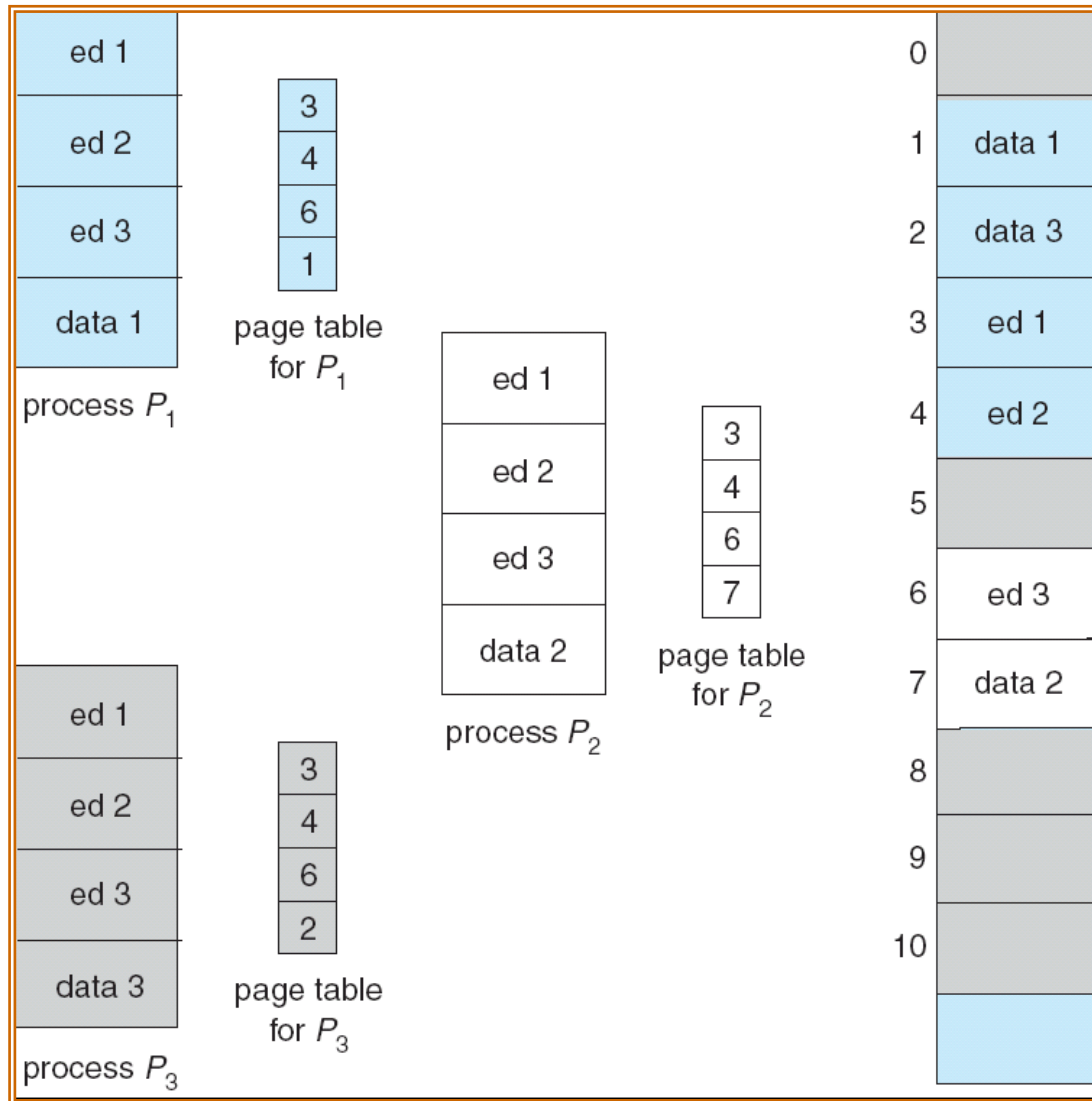 ed 1
ed 2
ed 3
data 1
process P1
3
4
6
1
page table
for P1
ed 1
ed 2
ed 3
data 2
process P2
3
4
6
7
page table
for P2
ed 1
ed 2
ed 3
data 3
process P3
3
4
6
2
page table
for P3
0
1 data 1
2 data 3
3 ed 1
4 ed 2
5
6 ed 3
7 data 2
8
9
10